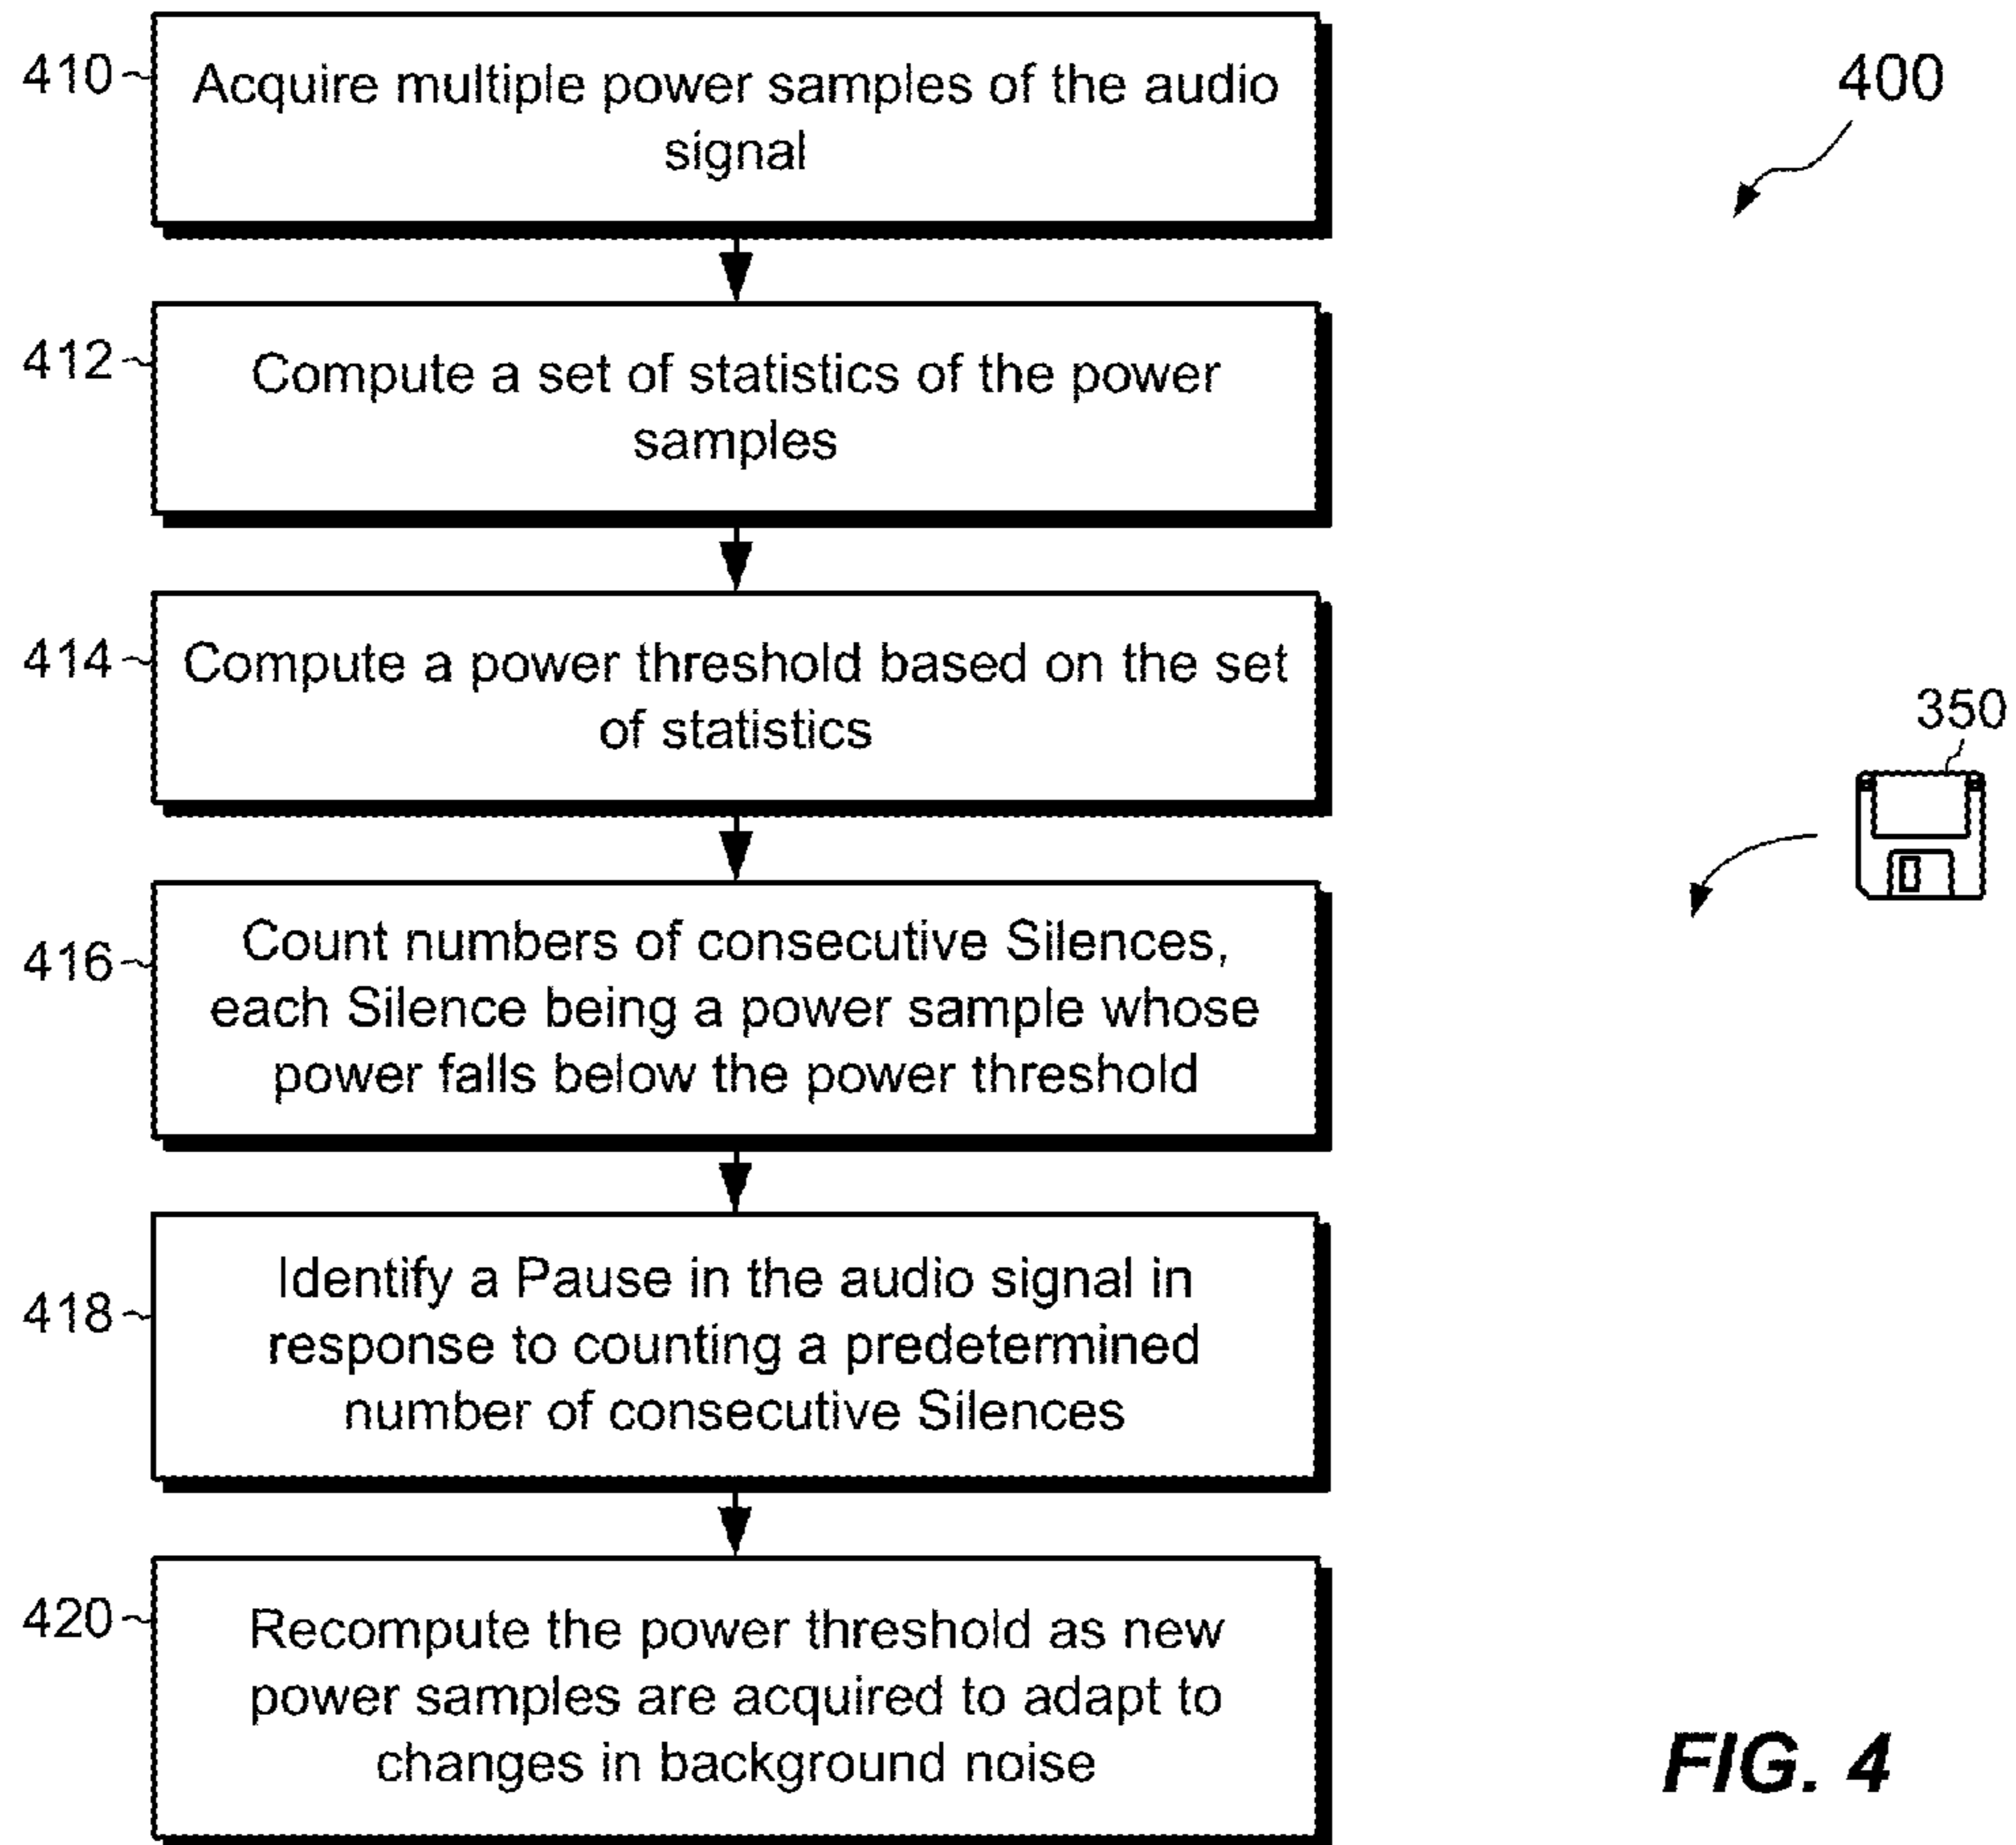 410
Acquire multiple power samples of the audio
signal
400
412
Compute a set of statistics of the power
samples
414
Compute a power threshold based on the set
of statistics
350
416
Count numbers of consecutive Silences,
each Silence being a power sample whose
power falls below the power threshold
418
Identify a Pause in the audio signal in
response to counting a predetermined
number of consecutive Silences
420
Recompute the power threshold as new
power samples are acquired to adapt to
changes in background noise
FIG. 4